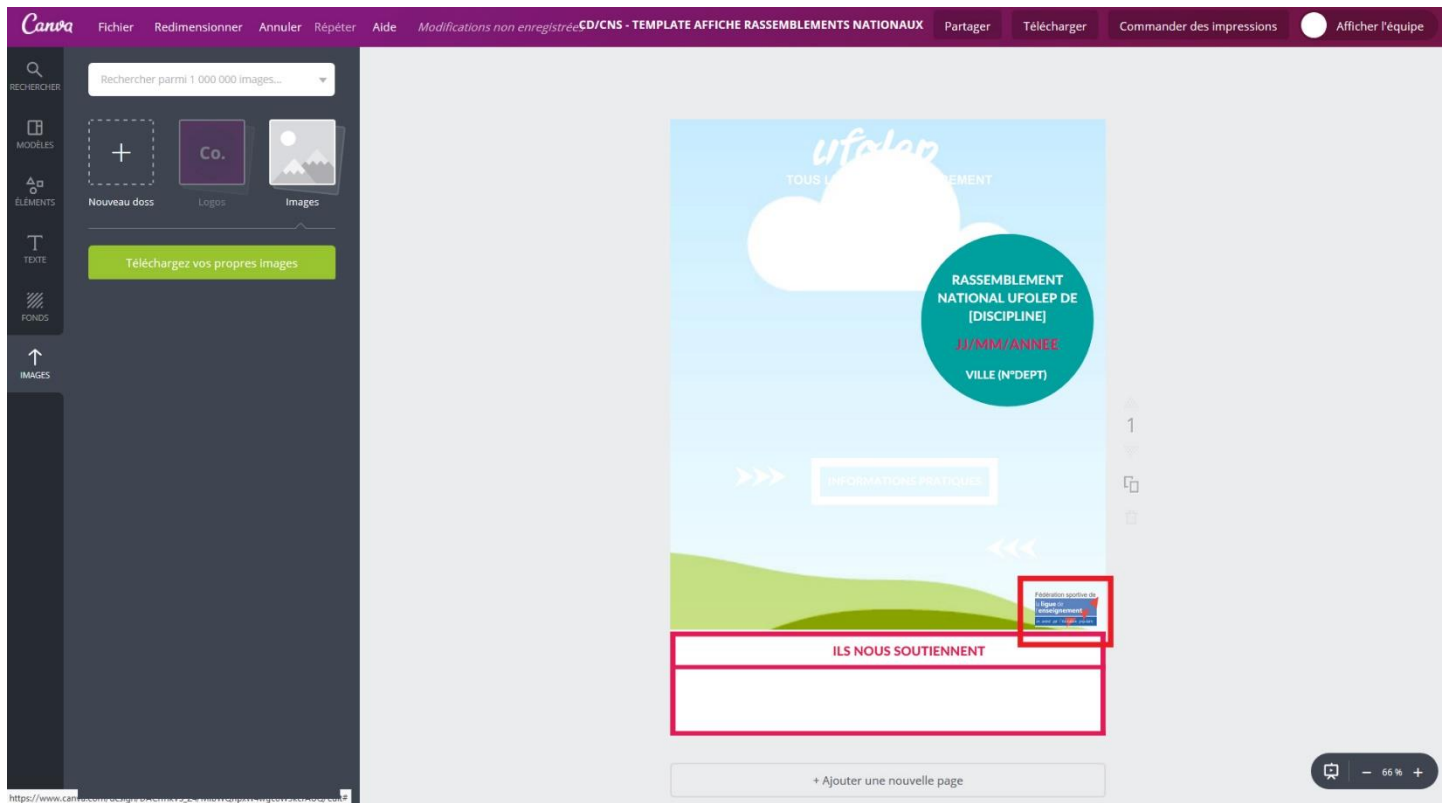 Canva
Fichier
Redimensionner
Annuler
Répéter
Aide
Modifications non enregistrées
CD/CNS - TEMPLATE AFFICHE RASSEMBLEMENTS NATIONAUX
Partager
Télécharger
Commander des impressions
Afficher l'équipe
RECHERCHER
MODÈLES
ÉLÉMENTS
TEXTE
FONDS
IMAGES
Rechercher parmi 1 000 000 images...
Co.
Nouveau doss
Logos
Images
Téléchargez vos propres images
ufolep
TOUS
RASSEMBLEMENT
NATIONAL UFOLEP DE
[DISCIPLINE]
JJ/MM/ANNEE
VILLE (N°DEPT)
INFORMATIONS PRATIQUES
Fédération sportive de
la ligue de
l'enseignement
ILS NOUS SOUTIENNENT
+ Ajouter une nouvelle page
1
66 %